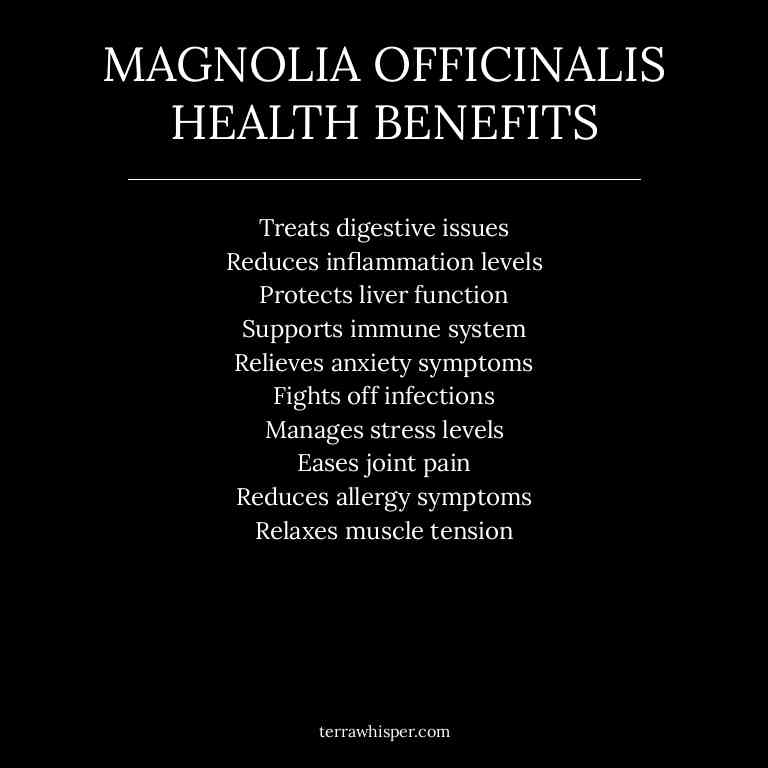 MAGNOLIA OFFICINALIS
HEALTH BENEFITS
Treats digestive issues
Reduces inflammation levels
Protects liver function
Supports immune system
Relieves anxiety symptoms
Fights off infections
Manages stress levels
Eases joint pain
Reduces allergy symptoms
Relaxes muscle tension
terrawhisper.com